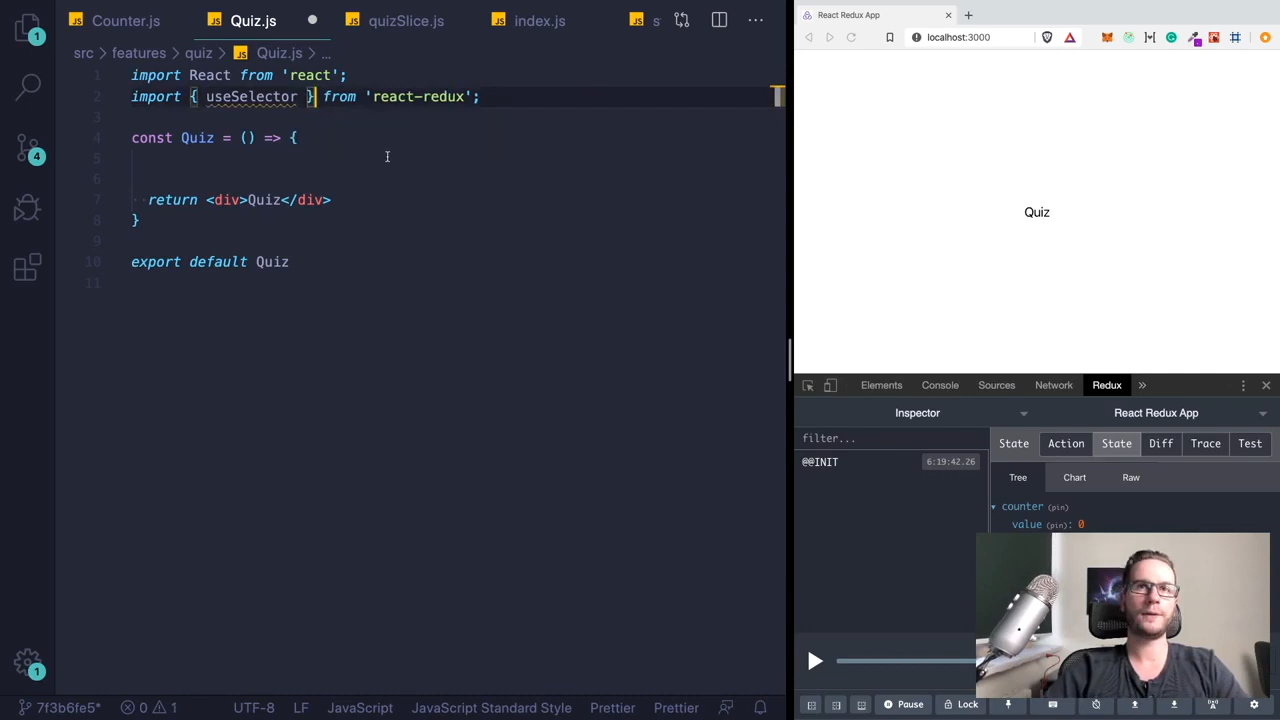 Counter.js
Quiz.js
quizSlice.js
index.js
s
src
features
quiz
Quiz.js
...
1 import React from 'react';
2 import { useSelector } from 'react-redux';
3
4 const Quiz = () => {
5
6
7 return <div>Quiz</div>
8 }
9
10 export default Quiz
11
1
4
1
7f3b6fe5*
0
1
UTF-8
LF
JavaScript
JavaScript Standard Style
Prettier
Prettier
React Redux App
localhost:3000
Quiz
Elements
Console
Sources
Network
Redux
Inspector
React Redux App
filter...
@@INIT
6:19:42.26
State
Action
State
Diff
Trace
Test
Tree
Chart
Raw
counter (pin)
value (pin): 0
Pause
Lock